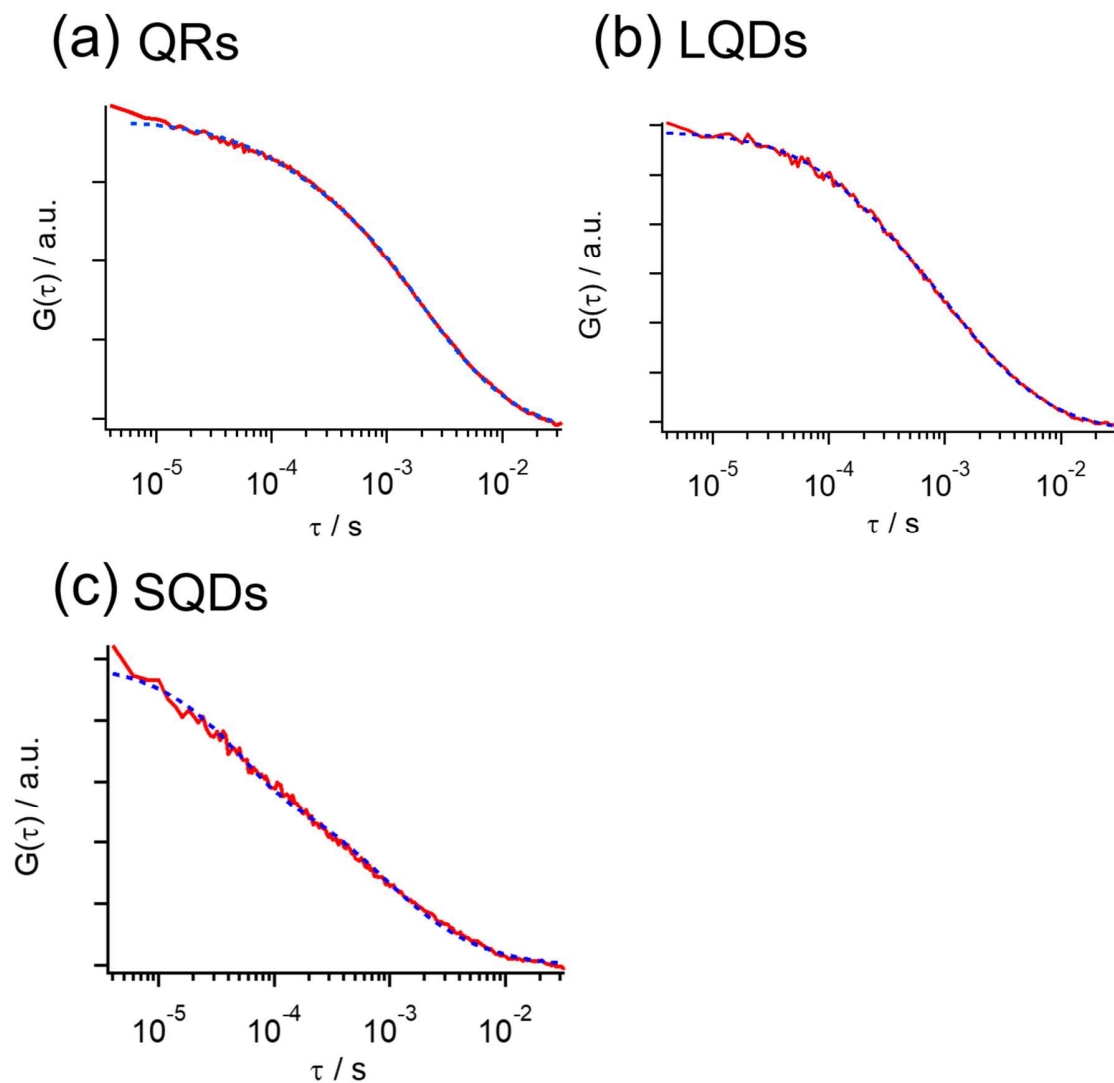 (a) QRs
G(τ) / a.u.
10⁻⁵ 10⁻⁴ 10⁻³ 10⁻²
τ / s
(b) LQDs
G(τ) / a.u.
10⁻⁵ 10⁻⁴ 10⁻³ 10⁻²
τ / s
(c) SQDs
G(τ) / a.u.
10⁻⁵ 10⁻⁴ 10⁻³ 10⁻²
τ / s